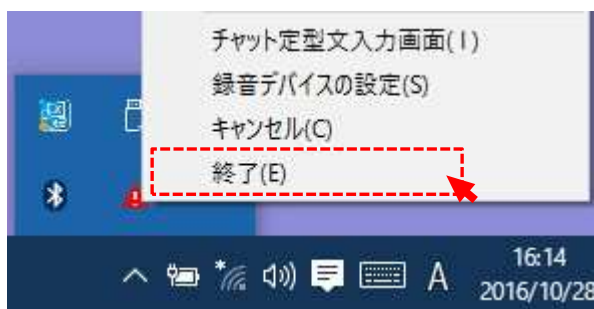 チャット定型文入力画面(I)
録音デバイスの設定(S)
キャンセル(C)
終了(E)
A
16:14
2016/10/28